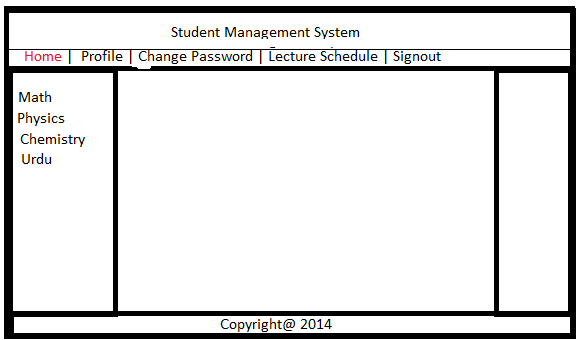 Student Management System
Home | Profile | Change Password | Lecture Schedule | Signout
Math
Physics
Chemistry
Urdu
Copyright@ 2014